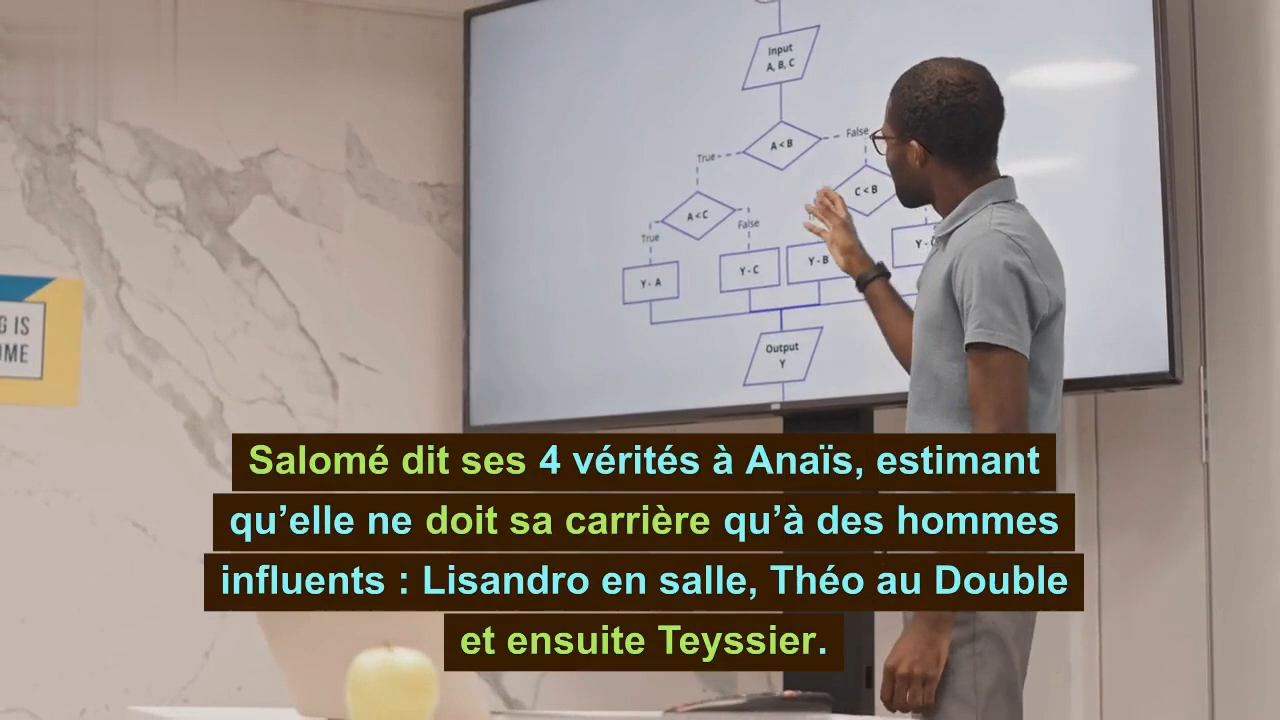 Input
A, B, C
A < B
False
True
C < B
A < C
False
True
Y - C
Y - B
Y - A
Output
Y
G IS
OME
Salomé dit ses 4 vérités à Anaïs, estimant
qu’elle ne doit sa carrière qu’à des hommes
influents : Lisandro en salle, Théo au Double
et ensuite Teyssier.